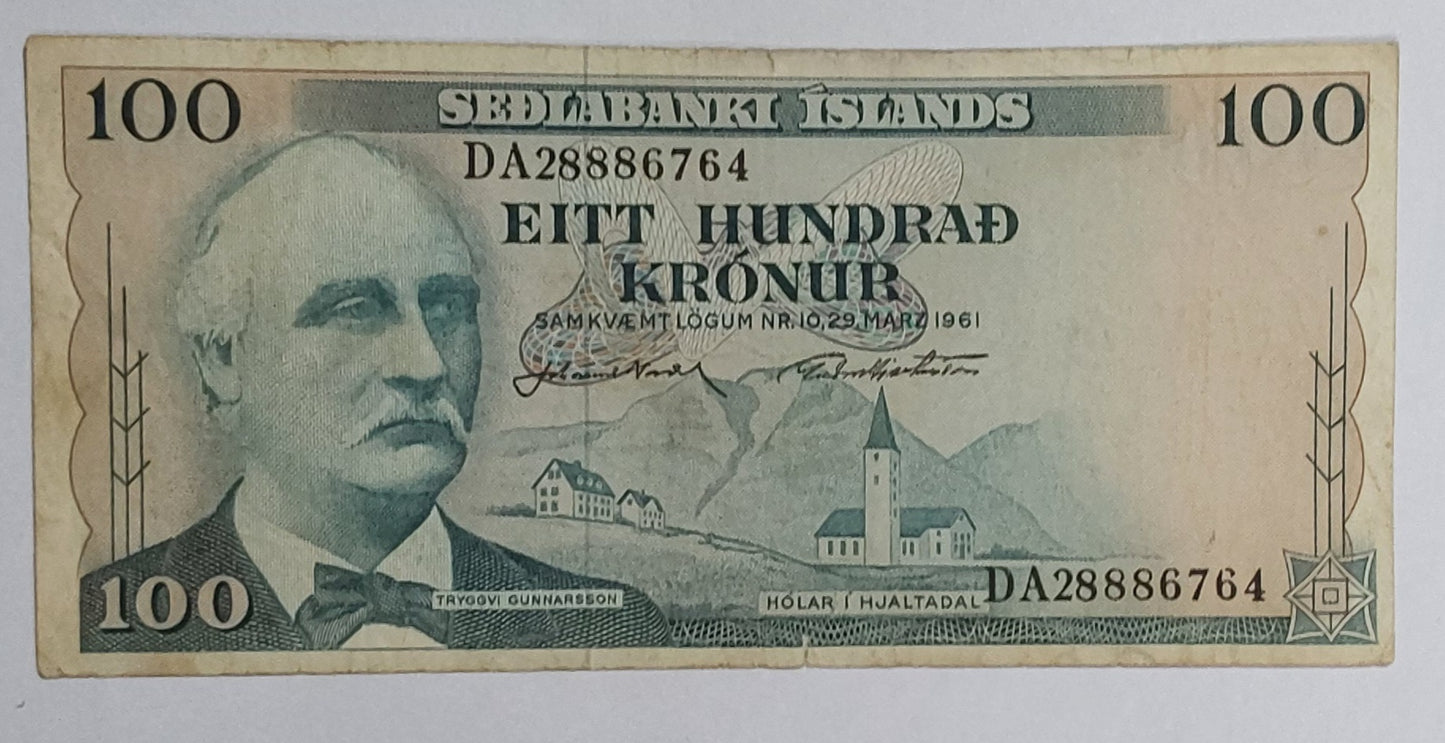 100 SEÐLABANKI ÍSLANDS 100
DA28886764
EITT HUNDRAÐ
KRÓNUR
SAMKVÆMT LÖGUM NR. 10, 29. MARZ 1961
DA28886764
100 TRYGGVI GUNNARSSON HÓLAR Í HJALTADAL